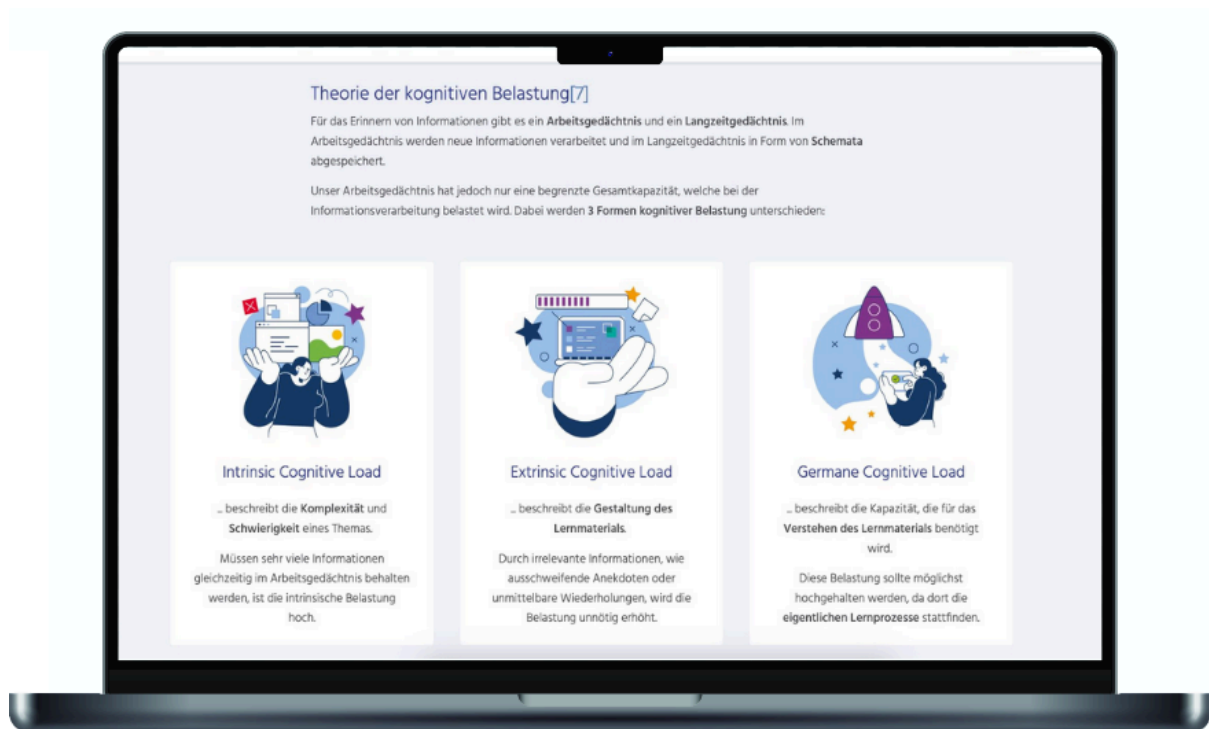 Theorie der kognitiven Belastung[7]
Für das Erinnern von Informationen gibt es ein Arbeitsgedächtnis und ein Langzeitgedächtnis. Im
Arbeitsgedächtnis werden neue Informationen verarbeitet und im Langzeitgedächtnis in Form von Schemata
abgespeichert.
Unser Arbeitsgedächtnis hat jedoch nur eine begrenzte Gesamtkapazität, welche bei der
Informationsverarbeitung belastet wird. Dabei werden 3 Formen kognitiver Belastung unterschieden:
Intrinsic Cognitive Load
... beschreibt die Komplexität und
Schwierigkeit eines Themas.
Müssen sehr viele Informationen
gleichzeitig im Arbeitsgedächtnis behalten
werden, ist die intrinsische Belastung
hoch.
Extrinsic Cognitive Load
... beschreibt die Gestaltung des
Lernmaterials.
Durch irrelevante Informationen, wie
ausschweifende Anekdoten oder
unmittelbare Wiederholungen, wird die
Belastung unnötig erhöht.
Germane Cognitive Load
... beschreibt die Kapazität, die für das
Verstehen des Lernmaterials benötigt
wird.
Diese Belastung sollte möglichst
hochgehalten werden, da dort die
eigentlichen Lernprozesse stattfinden.